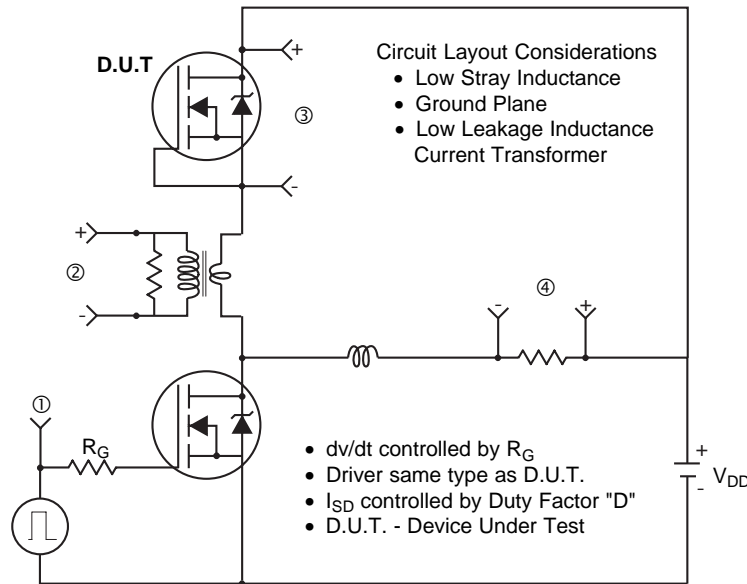 D.U.T
+
Circuit Layout Considerations
• Low Stray Inductance
• Ground Plane
• Low Leakage Inductance
Current Transformer
③
-
+
②
-
④
-
+
①
R_G
• dv/dt controlled by R_G
• Driver same type as D.U.T.
• I_SD controlled by Duty Factor "D"
• D.U.T. - Device Under Test
+
V_DD
-